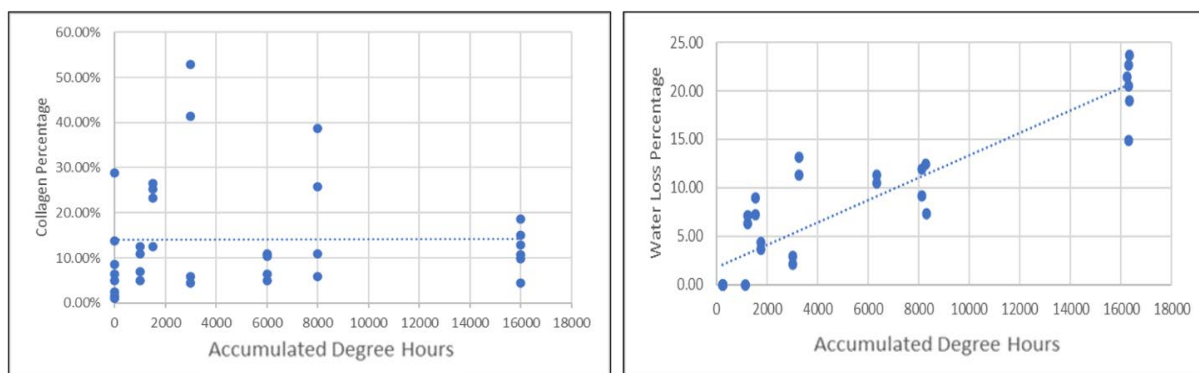 60.00%
50.00%
40.00%
30.00%
20.00%
10.00%
0.00%
Collagen Percentage
0 2000 4000 6000 8000 10000 12000 14000 16000 18000
Accumulated Degree Hours
25.00
20.00
15.00
10.00
5.00
0.00
Water Loss Percentage
0 2000 4000 6000 8000 10000 12000 14000 16000 18000
Accumulated Degree Hours